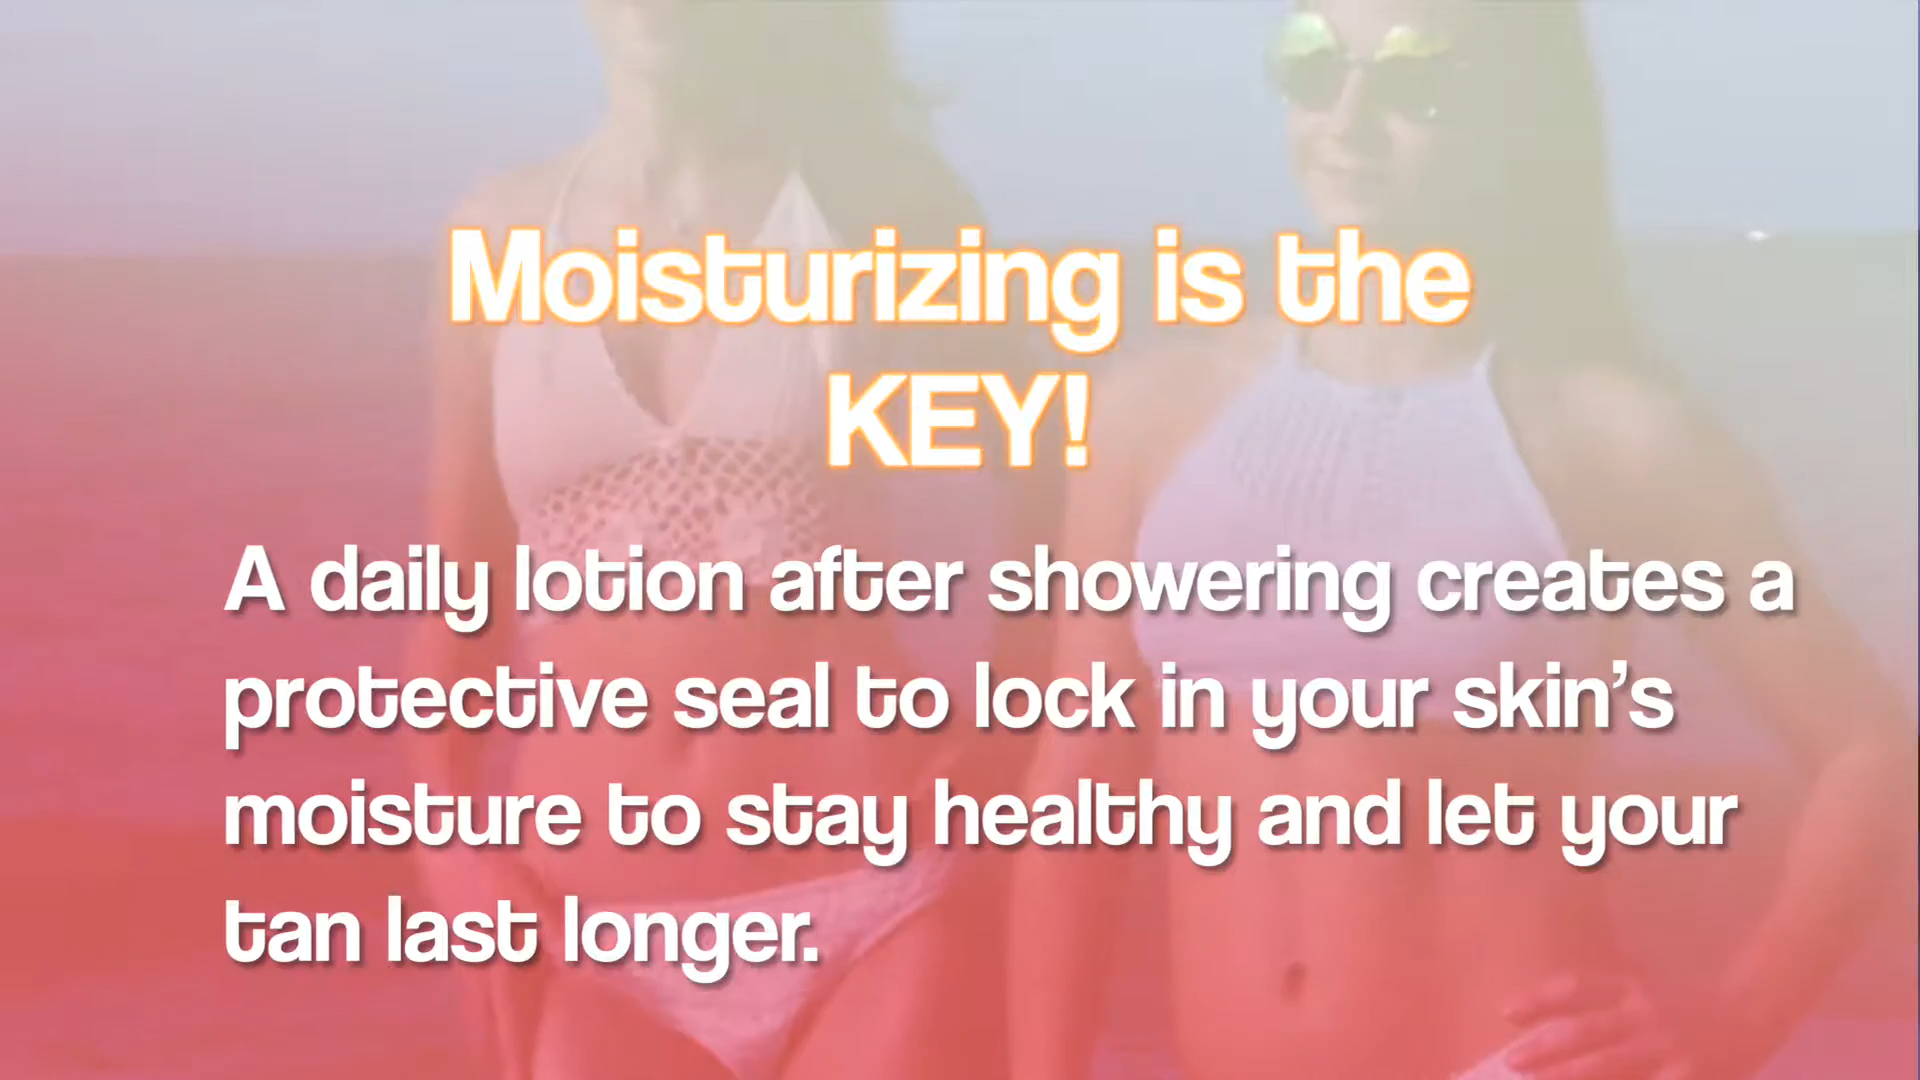 Moisturizing is the
KEY!
A daily lotion after showering creates a
protective seal to lock in your skin’s
moisture to stay healthy and let your
tan last longer.